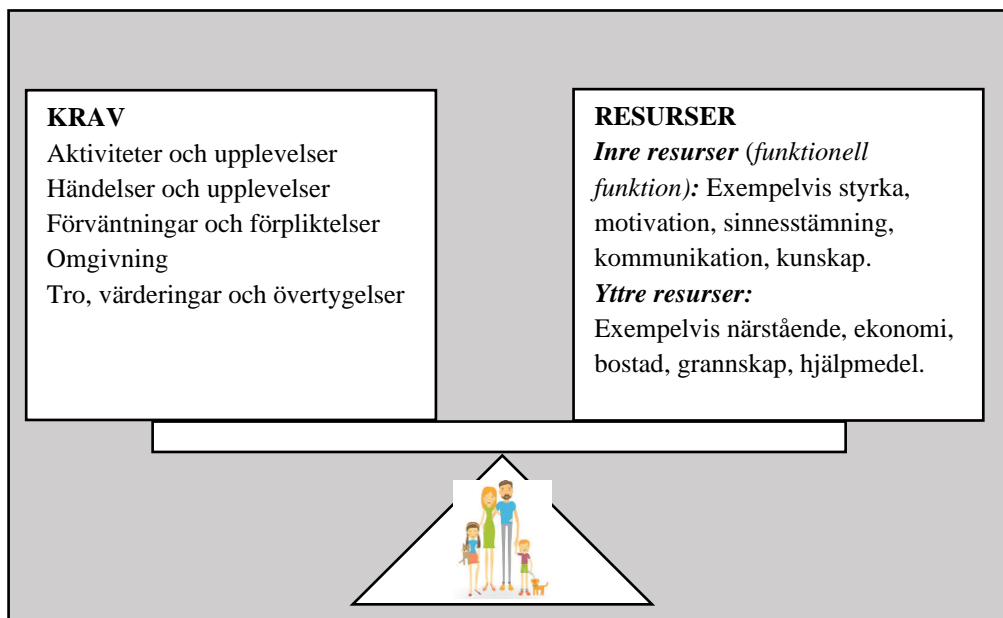 KRAV
Aktiviteter och upplevelser
Händelser och upplevelser
Förväntningar och förpliktelser
Omgivning
Tro, värderingar och övertygelser
RESURSER
Inre resurser (funktionell
funktion): Exempelvis styrka,
motivation, sinnesstämning,
kommunikation, kunskap.
Yttre resurser:
Exempelvis närstående, ekonomi,
bostad, grannskap, hjälpmedel.